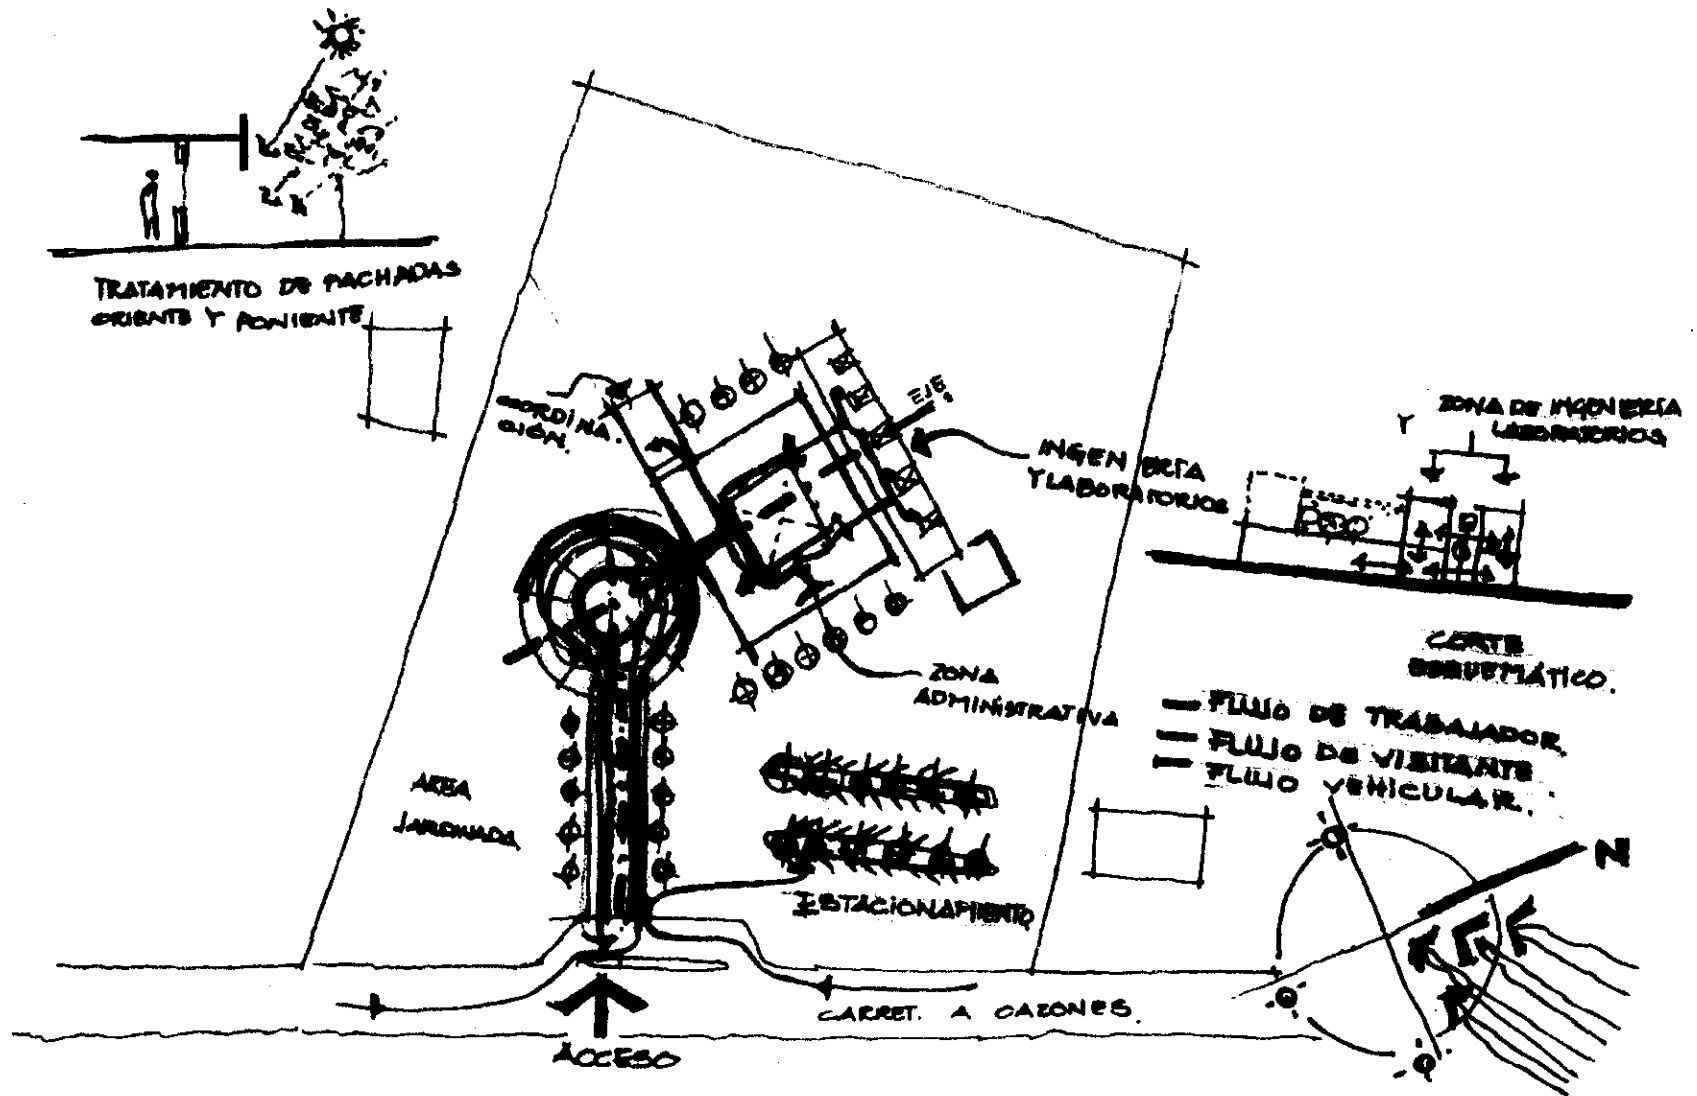 TRATAMIENTO DE FACHADAS
ORIENTE Y PONIENTE
COORDINA.
CIÓN.
EJE
INGENIERÍA
Y LABORATORIOS
ZONA DE INGENIERÍA
Y LABORATORIOS
CORTE
ESQUEMÁTICO.
ZONA
ADMINISTRATIVA
FLUJO DE TRABAJADOR.
FLUJO DE VISITANTE
FLUJO VEHICULAR.
AREA
JARDINADA
ESTACIONAMIENTO
N
CARRET. A CAZONES.
ACCESO